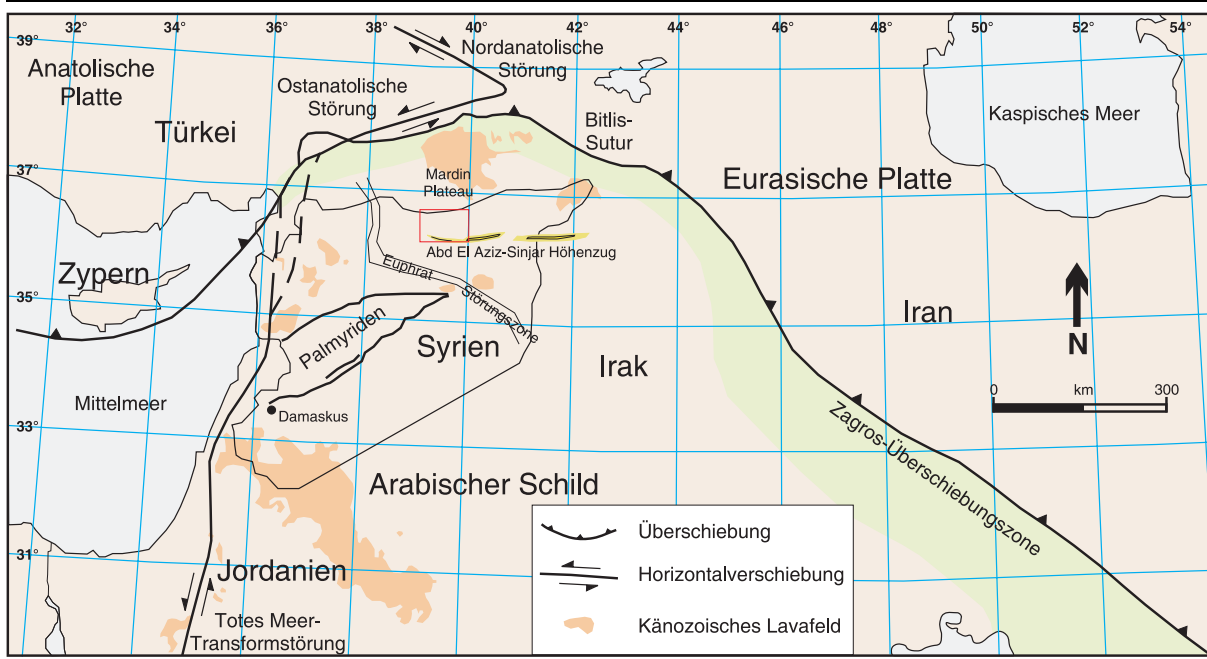 32° 34° 36° 38° 40° 42° 44° 46° 48° 50° 52° 54°
39°
37°
35°
33°
31°
Anatolische
Platte
Türkei
Nordanatolische
Störung
Ostanatolische
Störung
Bitlis-
Sutur
Kaspisches Meer
Mardin
Plateau
Eurasische Platte
Abd El Aziz-Sinjar Höhenzug
Zypern
Euphrat
Störungszone
Palmyriden
Syrien
Irak
Iran
N
0 km 300
Mittelmeer
Damaskus
Zagros-Überschiebungszone
Arabischer Schild
Jordanien
Totes Meer-
Transformstörung
Überschiebung
Horizontalverschiebung
Känozoisches Lavafeld